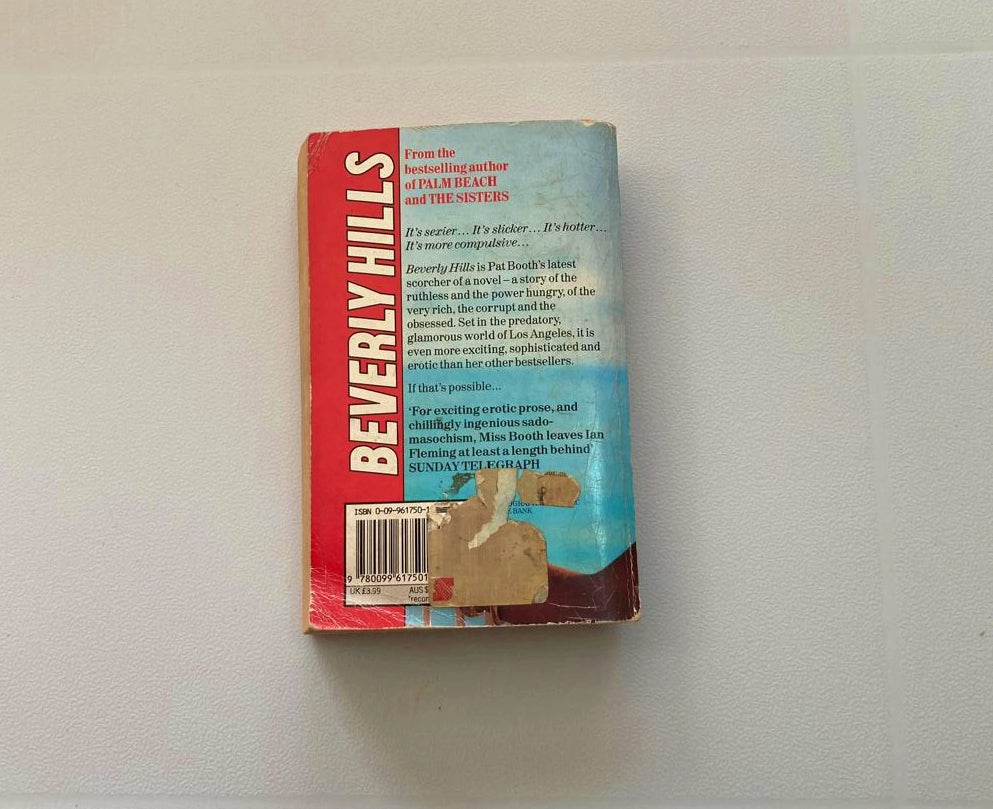 BEVERLY HILLS
From the
bestselling author
of PALM BEACH
and THE SISTERS
It's sexier... It's slicker... It's hotter...
It's more compulsive...
Beverly Hills is Pat Booth's latest
scorcher of a novel – a story of the
ruthless and the power hungry, of the
very rich, the corrupt and the
obsessed. Set in the predatory,
glamorous world of Los Angeles, it is
even more exciting, sophisticated and
erotic than her other bestsellers.
If that's possible...
'For exciting erotic prose, and
chillingly ingenious sado-
masochism, Miss Booth leaves Ian
Fleming at least a length behind'
SUNDAY TELEGRAPH
BANK
ISBN 0-09-961750-1
9 780099 617501
UK £3.99 AUS $